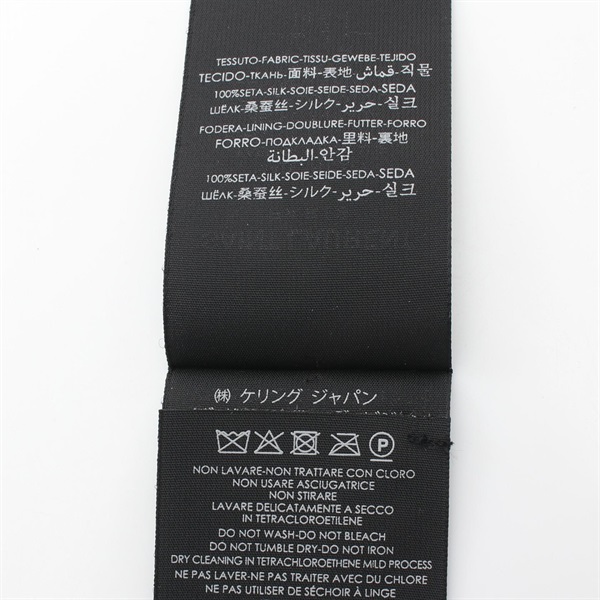 TESSUTO-FABRIC-TISSU-GEWEBE-TEJIDO
TECIDO-ТКАНЬ-面料-表地-قماش-직물
100%SETA-SILK-SOIE-SEIDE-SEDA-SEDA
ШЁЛК-桑蚕丝-シルク-حرير-실크
FODERA-LINING-DOUBLURE-FUTTER-FORRO
FORRO-ПОДКЛАДКА-里料-裏地
البطانة-안감
100%SETA-SILK-SOIE-SEIDE-SEDA-SEDA
ШЁЛК-桑蚕丝-シルク-حرير-실크
㈱ ケリング ジャパン
P
NON LAVARE-NON TRATTARE CON CLORO
NON USARE ASCIUGATRICE
NON STIRARE
LAVARE DELICATAMENTE A SECCO
IN TETRACLOROETILENE
DO NOT WASH-DO NOT BLEACH
DO NOT TUMBLE DRY-DO NOT IRON
DRY CLEANING IN TETRACHLOROETHENE MILD PROCESS
NE PAS LAVER-NE PAS TRAITER AVEC DU CHLORE
NE PAS UTILISER DE SÉCHOIR À LINGE